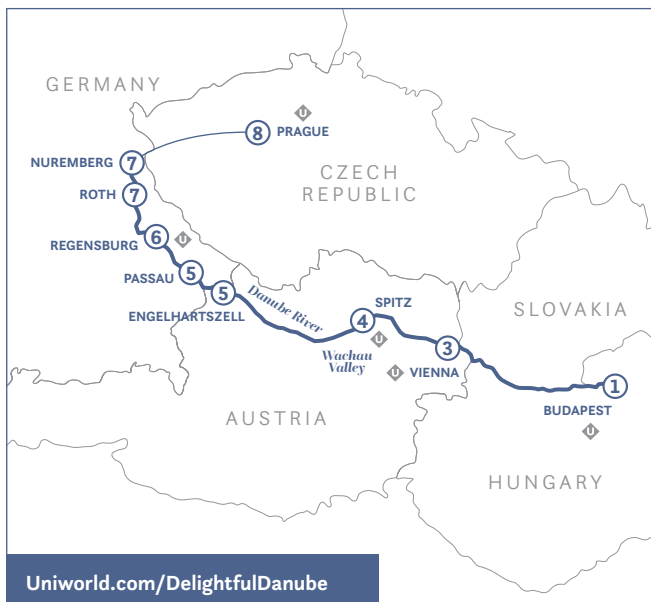 GERMANY
U
8 PRAGUE
NUREMBERG 7
CZECH
REPUBLIC
ROTH 7
REGENSBURG 6
U
PASSAU 5
5
ENGELHARTSZELL
Danube River
SPITZ
4
U
SLOVAKIA
Wachau
Valley
3
VIENNA
U
1
BUDAPEST
U
AUSTRIA
HUNGARY
Uniworld.com/DelightfulDanube